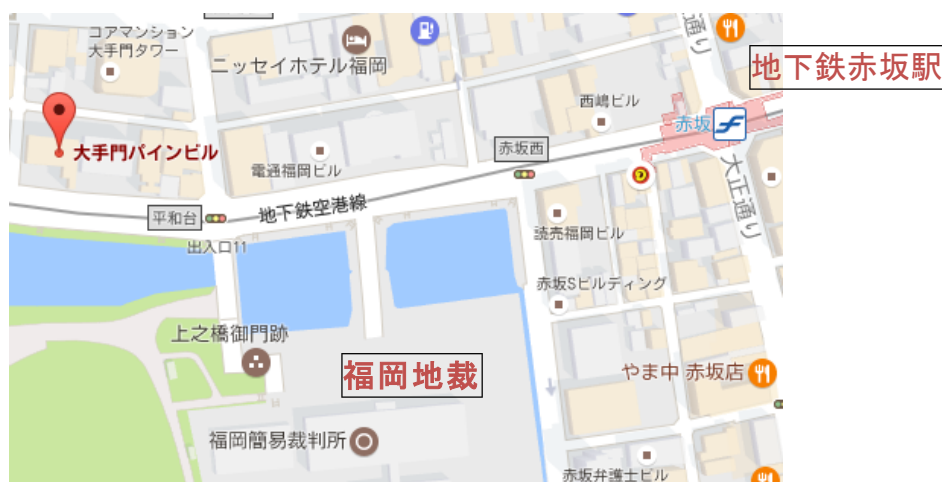 コアマンション
大手門タワー
ニッセイホテル福岡
通り
地下鉄赤坂駅
西嶋ビル
赤坂
大手門パインビル
電通福岡ビル
赤坂西
大正通り
平和台
地下鉄空港線
出入口11
読売福岡ビル
赤坂Sビルディング
上之橋御門跡
福岡地裁
やま中 赤坂店
福岡簡易裁判所
赤坂弁護士ビル